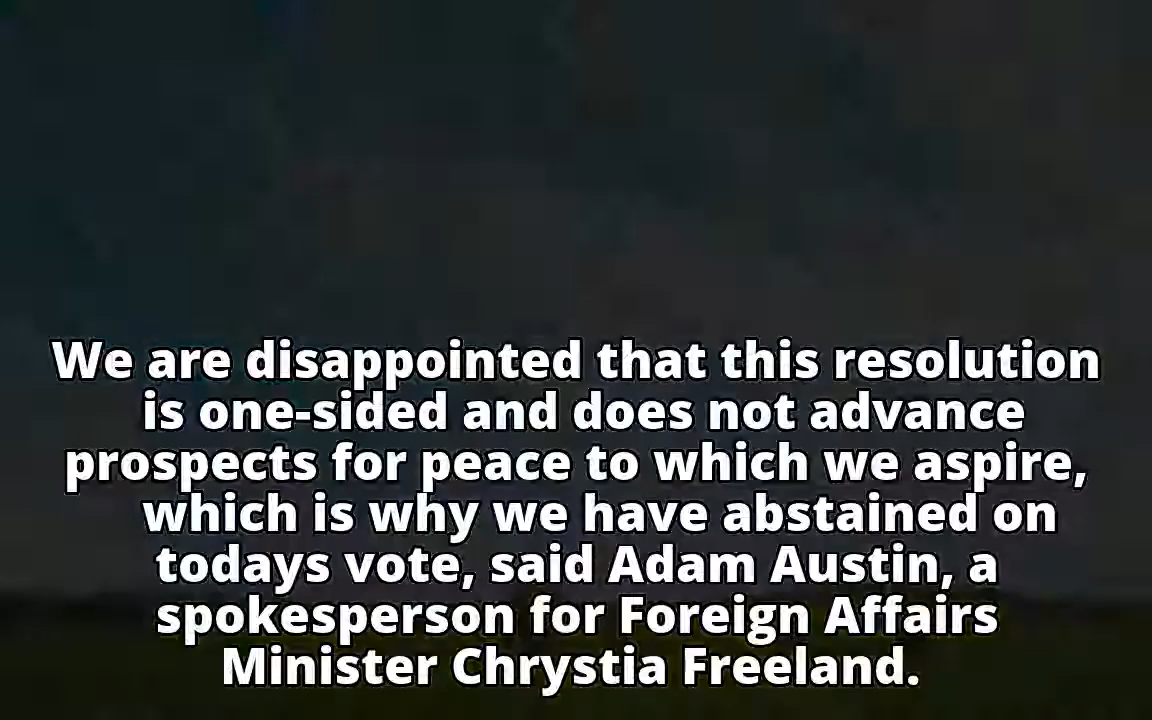 We are disappointed that this resolution
is one-sided and does not advance
prospects for peace to which we aspire,
which is why we have abstained on
todays vote, said Adam Austin, a
spokesperson for Foreign Affairs
Minister Chrystia Freeland.